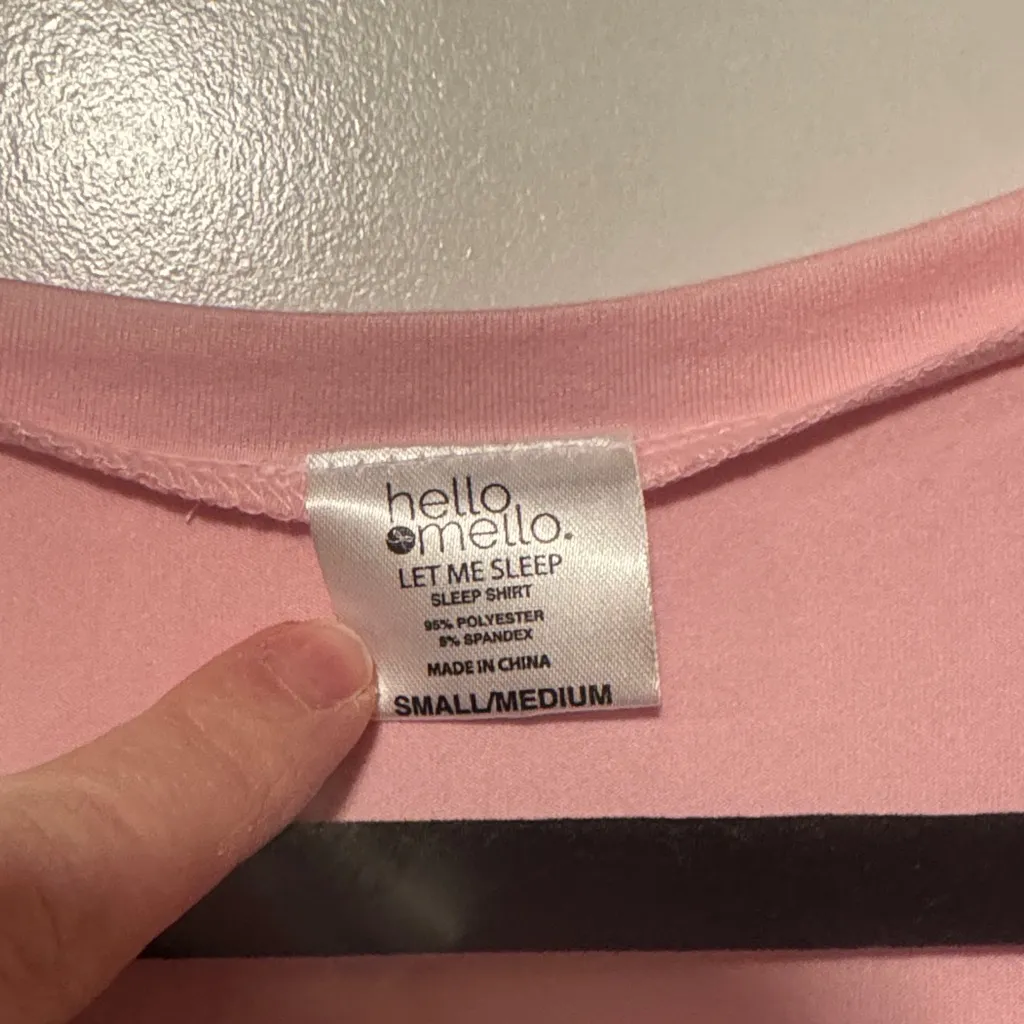 hello
mello.
LET ME SLEEP
SLEEP SHIRT
95% POLYESTER
5% SPANDEX
MADE IN CHINA
SMALL/MEDIUM